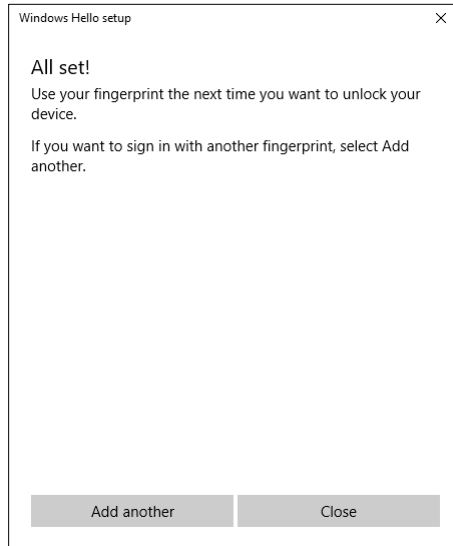 Windows Hello setup
All set!
Use your fingerprint the next time you want to unlock your
device.
If you want to sign in with another fingerprint, select Add
another.
Add another
Close